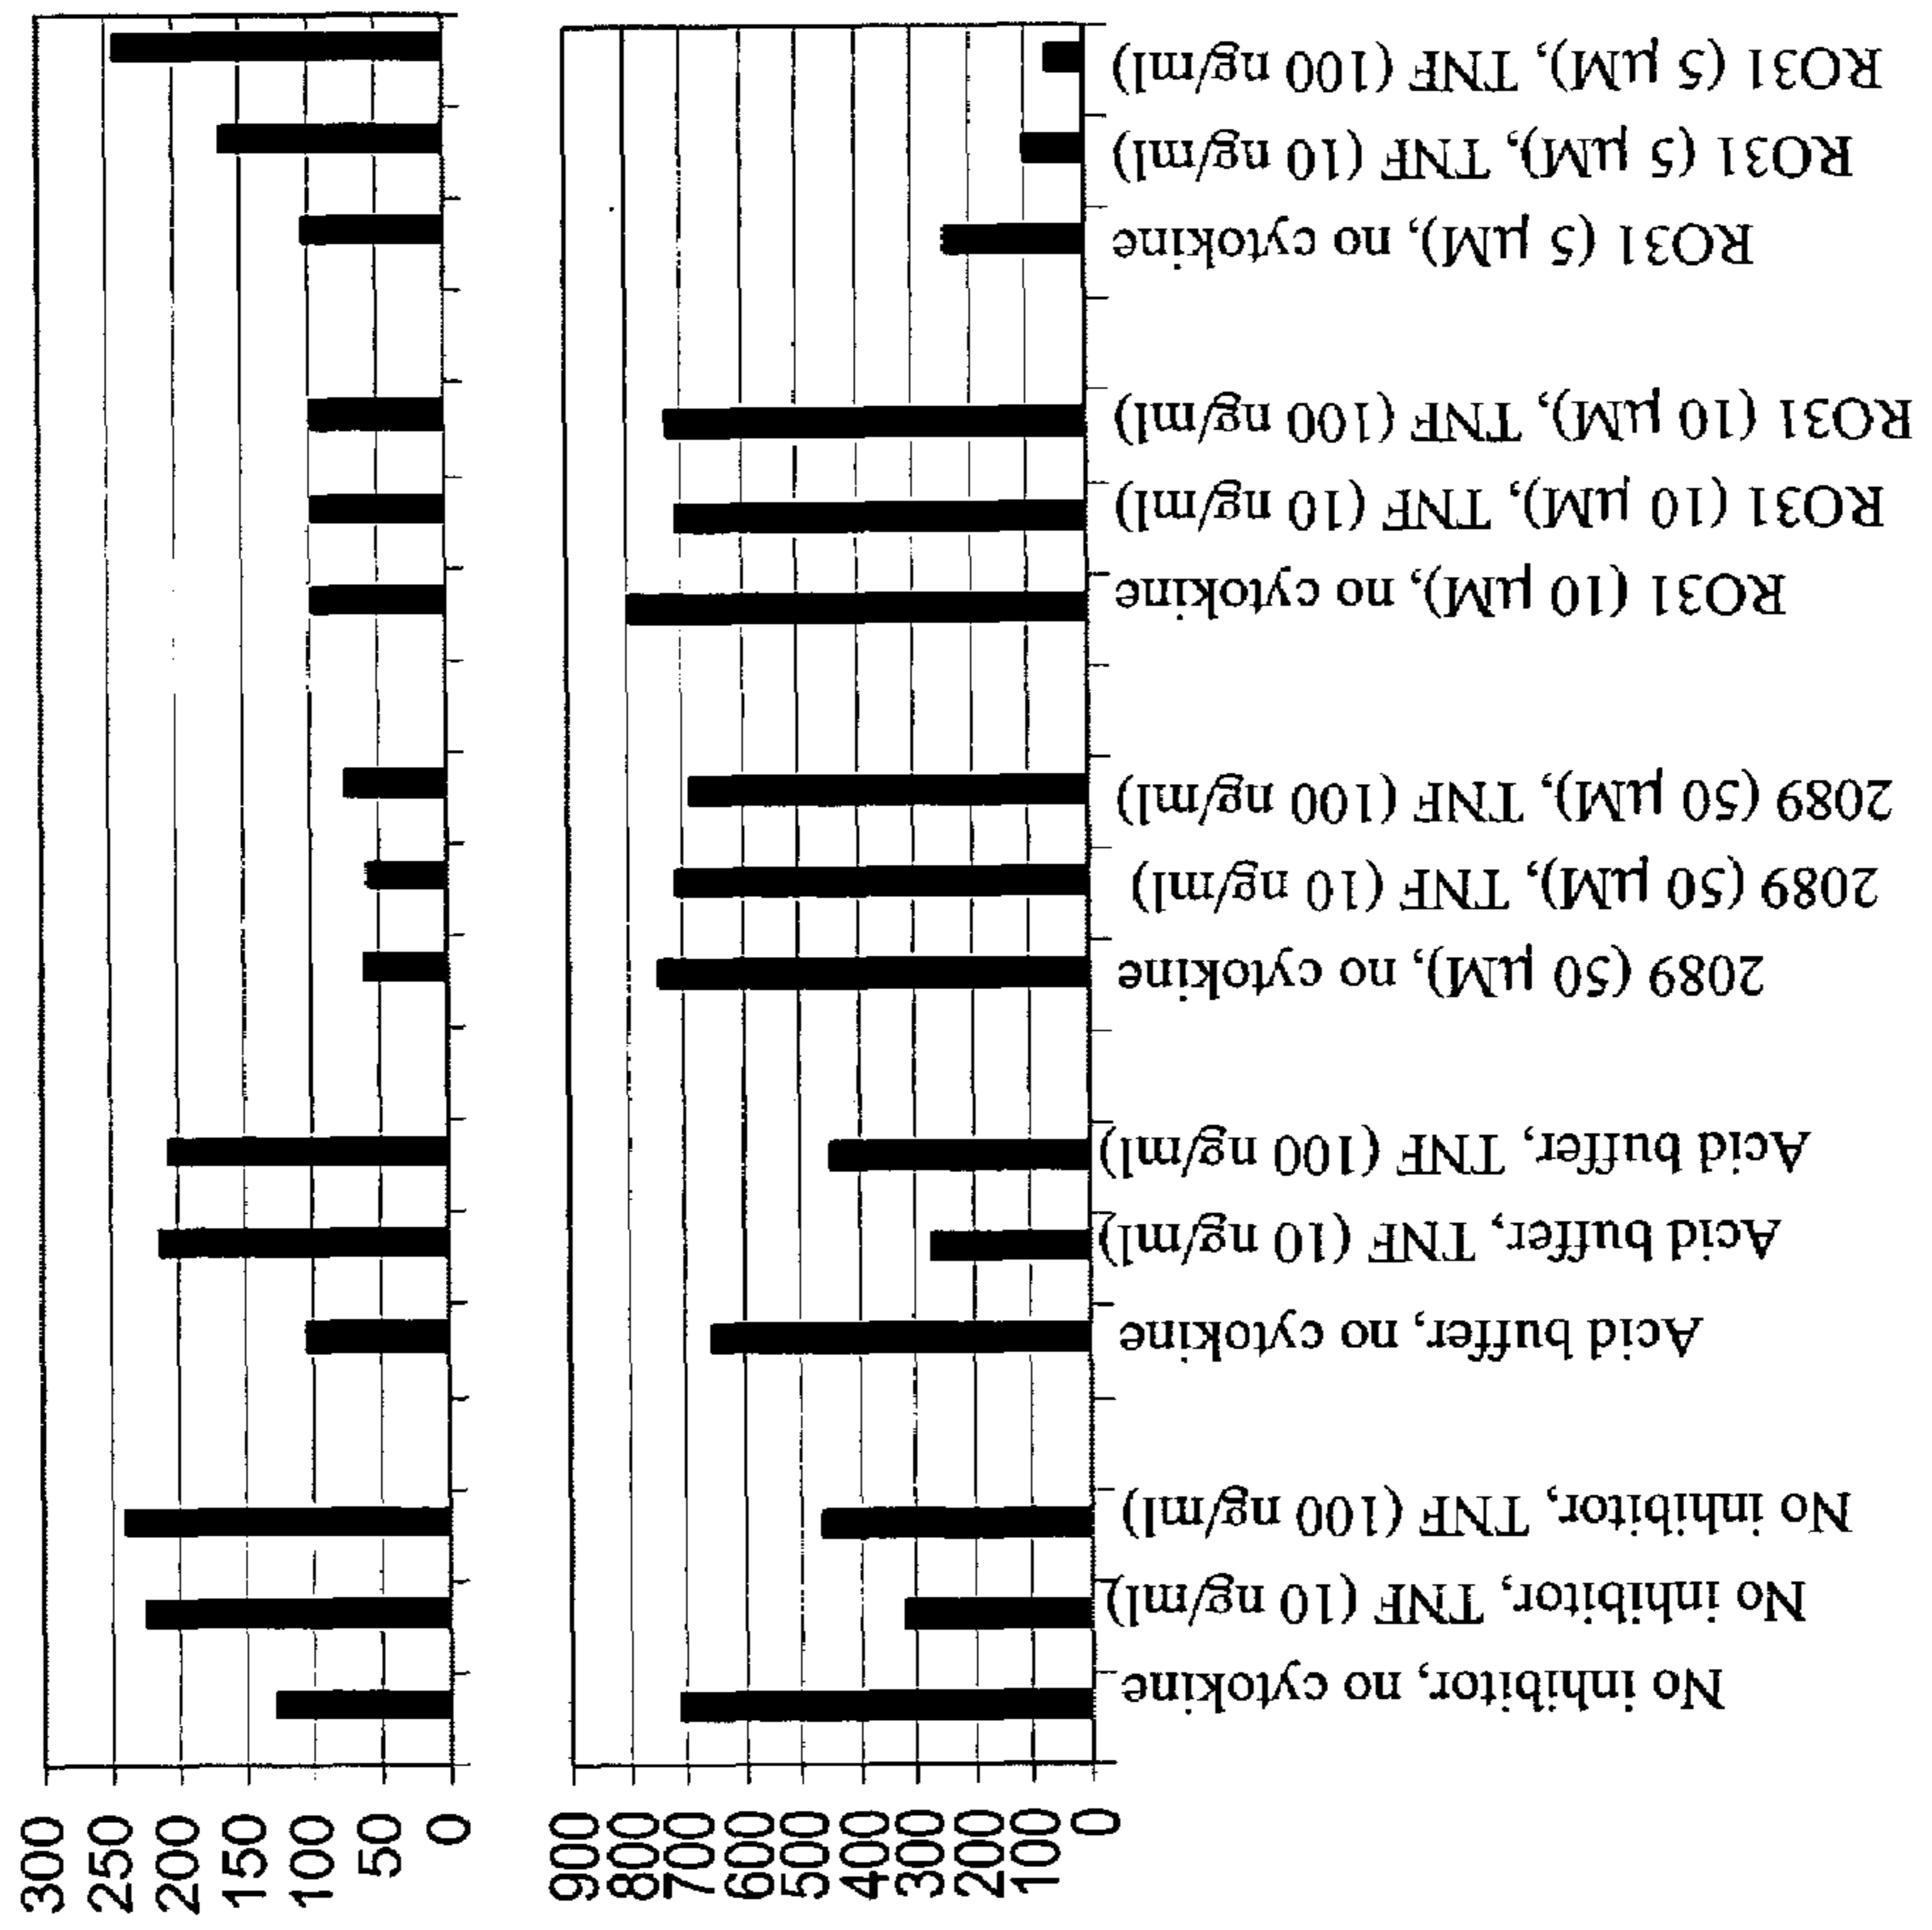 300
250
200
150
100
50
0
900
800
700
600
500
400
300
200
100
0
No inhibitor, no cytokine
No inhibitor, TNF (10 ng/ml)
No inhibitor, TNF (100 ng/ml)
Acid buffer, no cytokine
Acid buffer, TNF (10 ng/ml)
Acid buffer, TNF (100 ng/ml)
2089 (50 µM), no cytokine
2089 (50 µM), TNF (10 ng/ml)
2089 (50 µM), TNF (100 ng/ml)
RO31 (10 µM), no cytokine
RO31 (10 µM), TNF (10 ng/ml)
RO31 (10 µM), TNF (100 ng/ml)
RO31 (5 µM), no cytokine
RO31 (5 µM), TNF (10 ng/ml)
RO31 (5 µM), TNF (100 ng/ml)